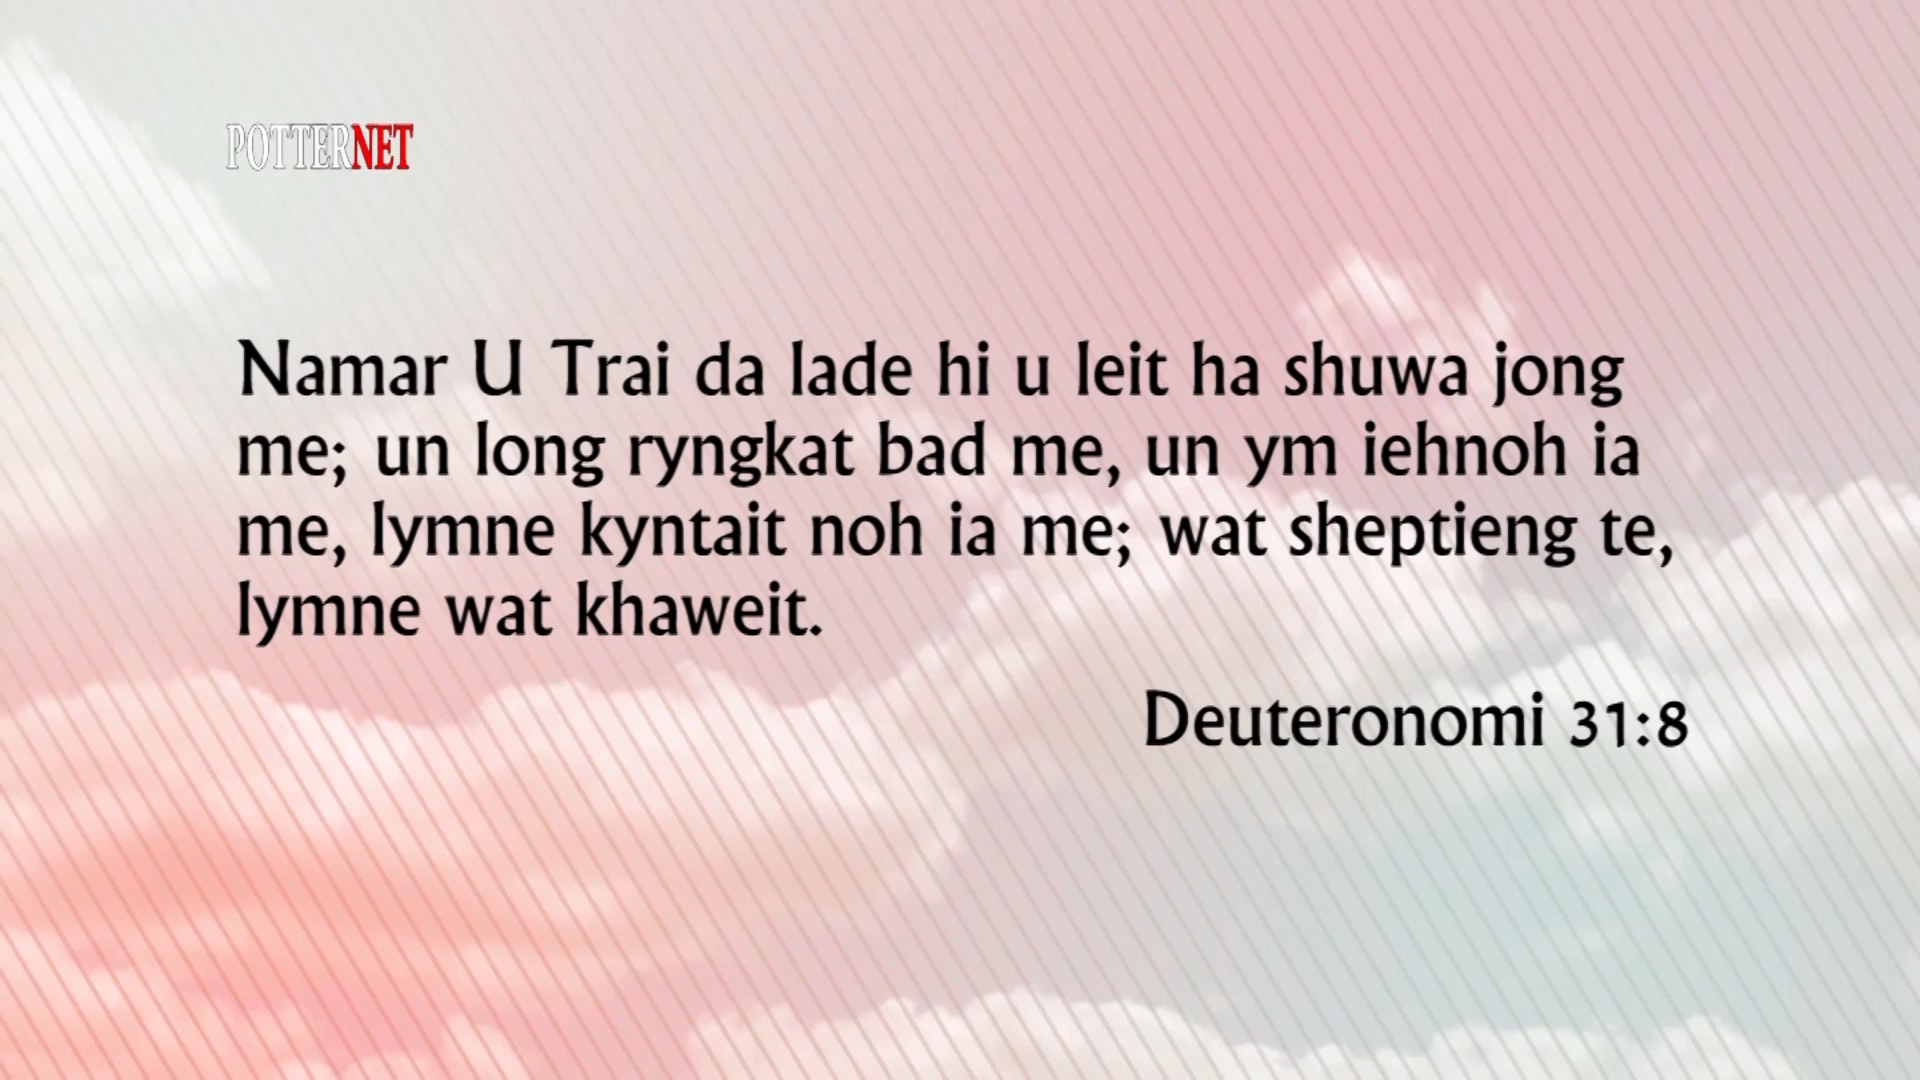 POTTERNET
Namar U Trai da lade hi u leit ha shuwa jong
me; un long ryngkat bad me, un ym iehnoh ia
me, lymne kyntait noh ia me; wat sheptieng te,
lymne wat khaweit.
Deuteronomi 31:8